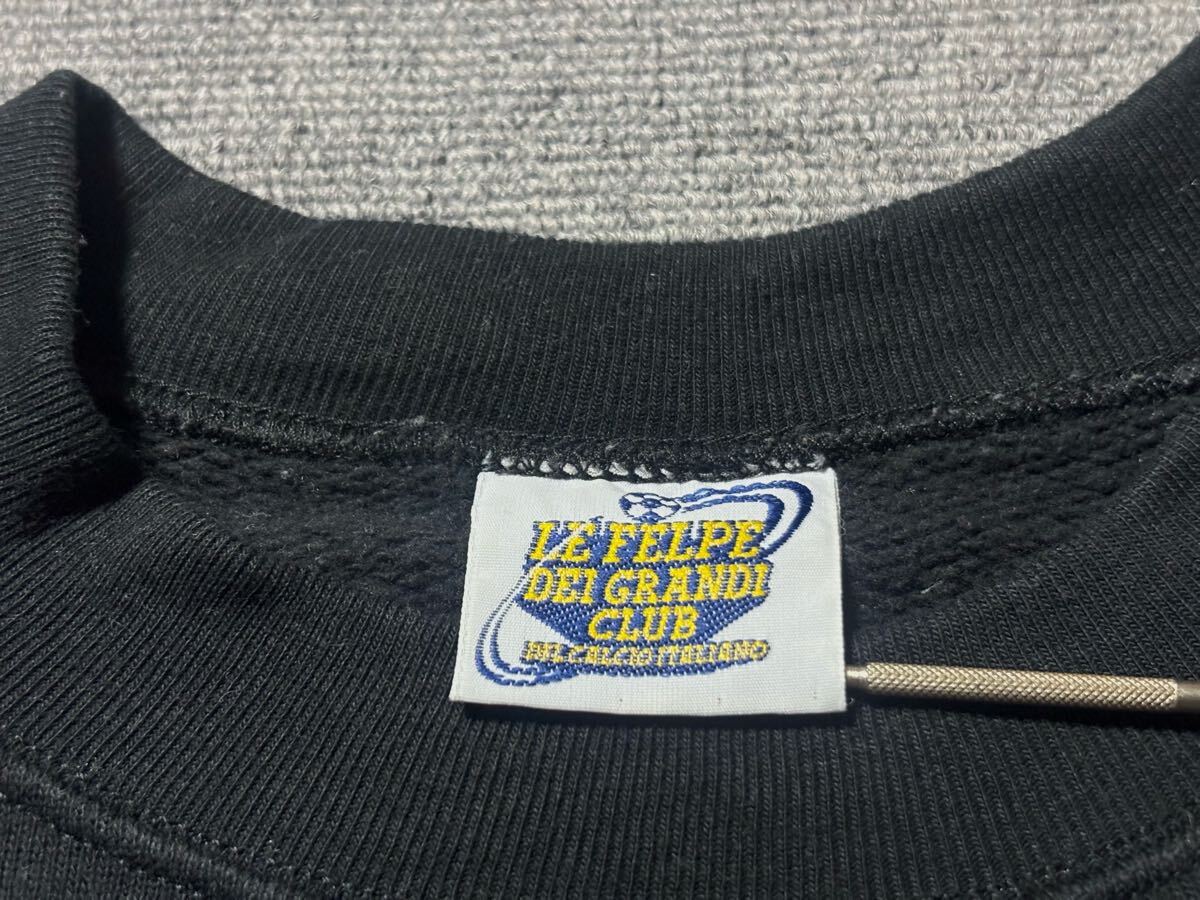 LE FELPE
DEI GRANDI
CLUB
DEL CALCIO ITALIANO